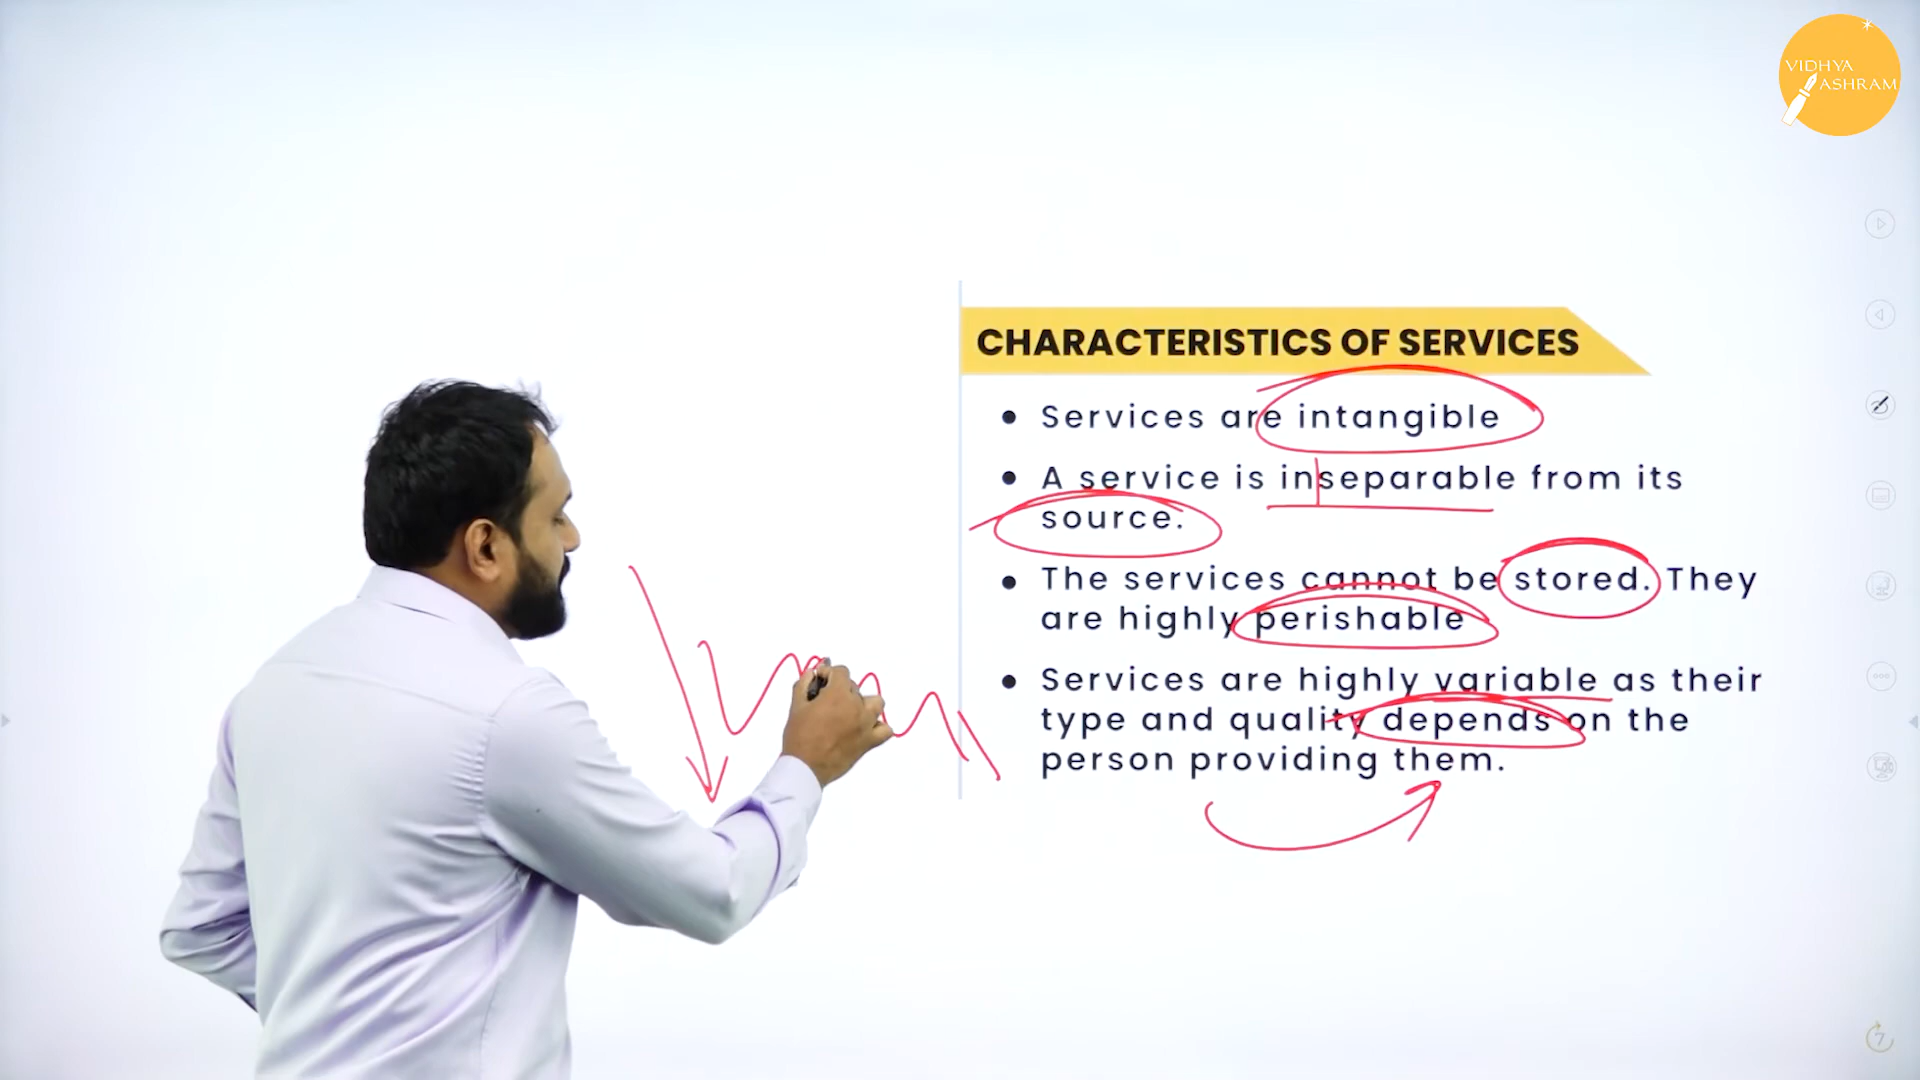 VIDHYA
ASHRAM
CHARACTERISTICS OF SERVICES
• Services are intangible
• A service is inseparable from its
source.
• The services cannot be stored. They
are highly perishable
• Services are highly variable as their
type and quality depends on the
person providing them.
7